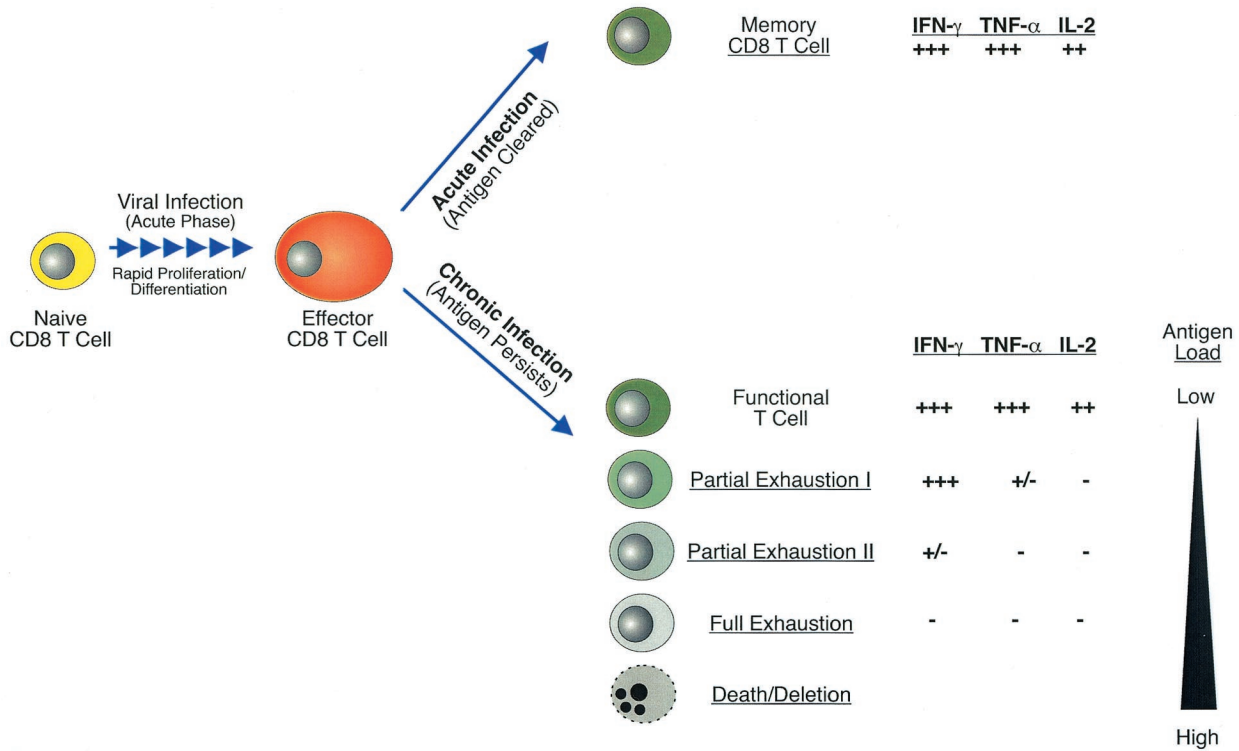 Memory
CD8 T Cell
IFN-γ TNF-α IL-2
+++ +++ ++
Acute Infection
(Antigen Cleared)
Viral Infection
(Acute Phase)
Rapid Proliferation/
Differentiation
Naive
CD8 T Cell
Effector
CD8 T Cell
Chronic Infection
(Antigen Persists)
IFN-γ TNF-α IL-2
Antigen
Load
Functional
T Cell
+++ +++ ++
Low
Partial Exhaustion I +++ +/- -
Partial Exhaustion II +/- - -
Full Exhaustion - - -
Death/Deletion
High